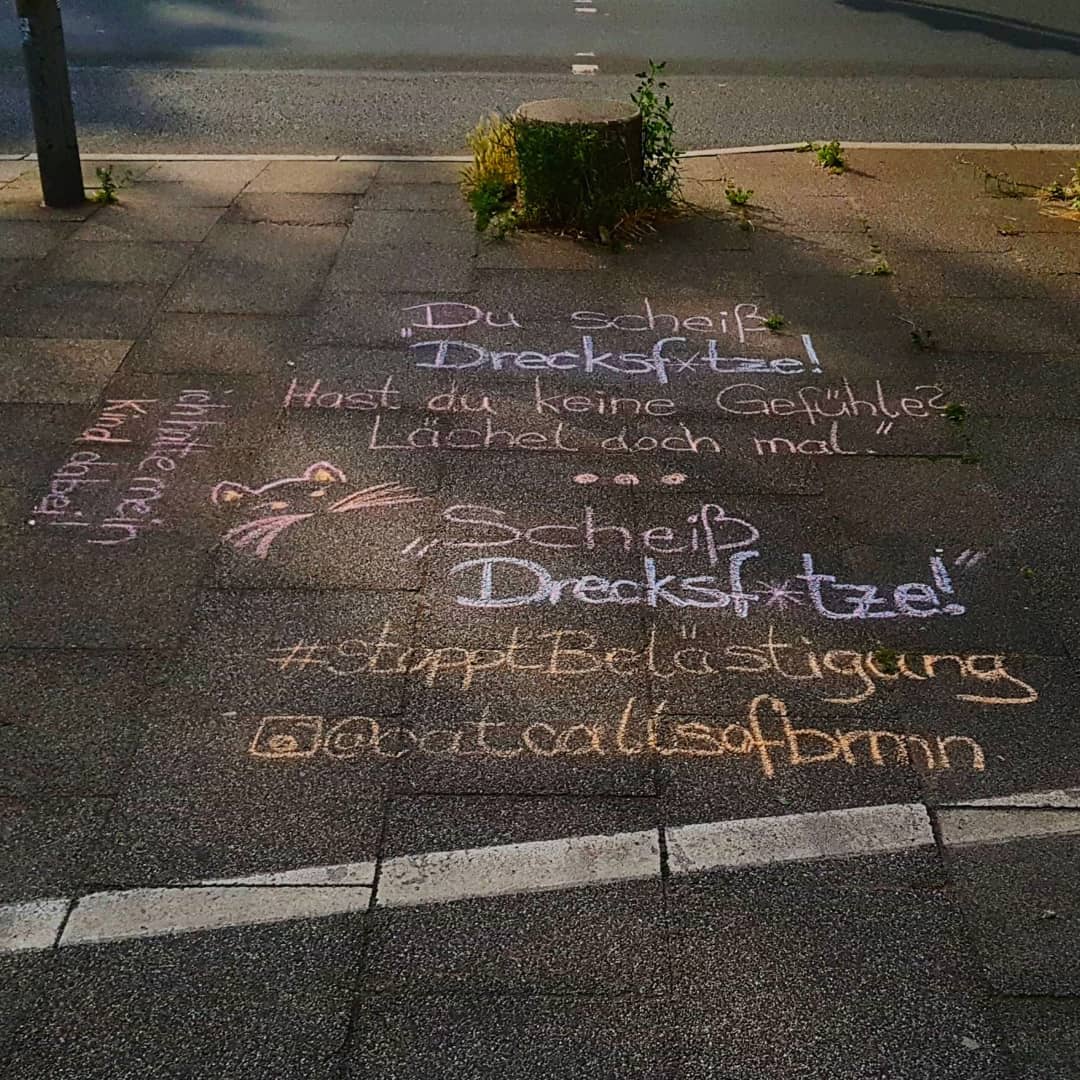 „Du scheiß
Drecksf*tze!
Hast du keine Gefühle?
Lächel doch mal."
...
„Scheiß
Drecksf*tze!"
#stopptBelästigung
@catcallsofbrmn
ich hatte mein
Kind dabei!